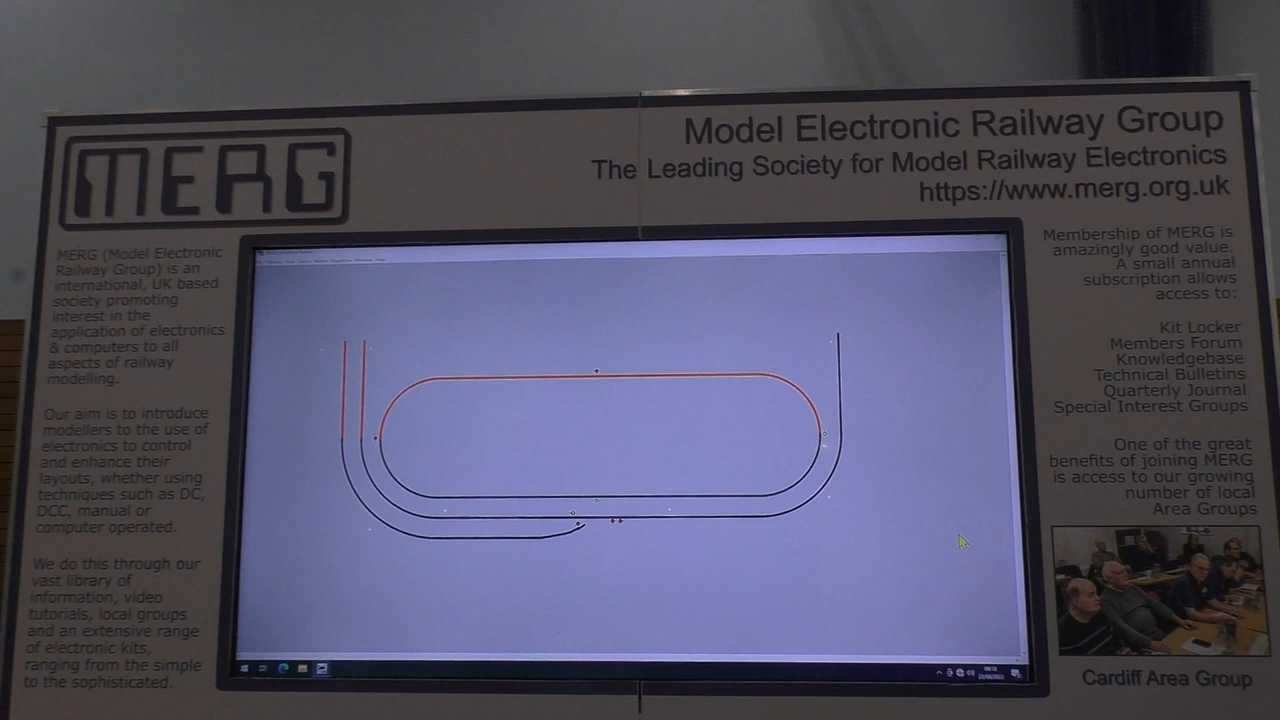 MERG
Model Electronic Railway Group
The Leading Society for Model Railway Electronics
https://www.merg.org.uk
MERG (Model Electronic
Railway Group) is an
international, UK based
society promoting
interest in the
application of electronics
& computers to all
aspects of railway
modelling.
Our aim is to introduce
modellers to the use of
electronics to control
and enhance their
layouts, whether using
techniques such as DC,
DCC, manual or
computer operated.
We do this through our
vast library of
information, video
tutorials, local groups
and an extensive range
of electronic kits,
ranging from the simple
to the sophisticated.
Membership of MERG is
amazingly good value.
A small annual
subscription allows
access to:
Kit Locker
Members Forum
Knowledgebase
Technical Bulletins
Quarterly Journal
Special Interest Groups
One of the great
benefits of joining MERG
is access to our growing
number of local
Area Groups
Cardiff Area Group